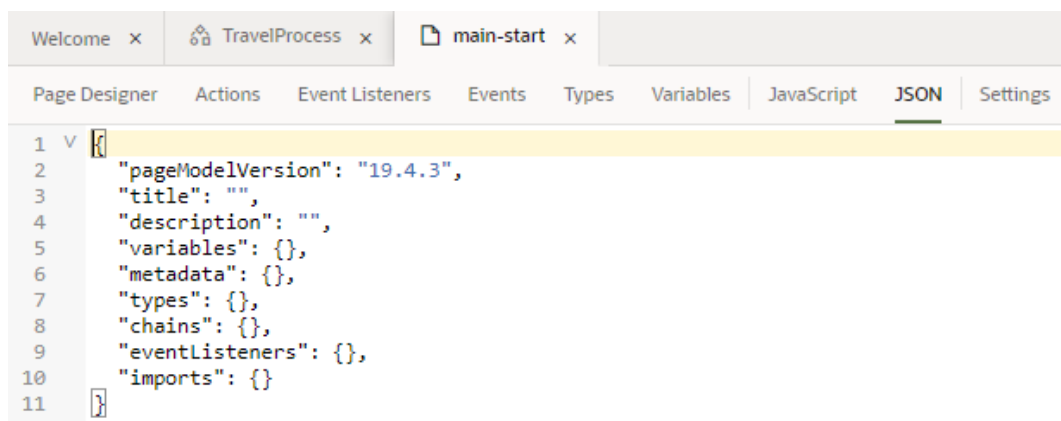 Welcome × TravelProcess × main-start ×
Page Designer Actions Event Listeners Events Types Variables JavaScript JSON Settings
1 {
2 "pageModelVersion": "19.4.3",
3 "title": "",
4 "description": "",
5 "variables": {},
6 "metadata": {},
7 "types": {},
8 "chains": {},
9 "eventListeners": {},
10 "imports": {}
11 }